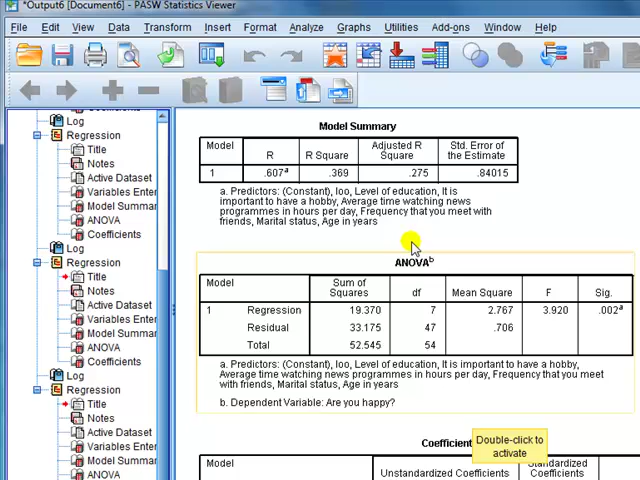 *Output6 [Document6] - PASW Statistics Viewer
File Edit View Data Transform Insert Format Analyze Graphs Utilities Add-ons Window Help
Log
Regression
Title
Notes
Active Dataset
Variables Enter
Model Summar
ANOVA
Coefficients
Log
Regression
Title
Notes
Active Dataset
Variables Enter
Model Summar
ANOVA
Coefficients
Log
Regression
Title
Notes
Active Dataset
Variables Enter
Model Summar
ANOVA
Model Summary
Model R R Square Adjusted R Square Std. Error of the Estimate
1 .607a .369 .275 .84015
a. Predictors: (Constant), loo, Level of education, It is
important to have a hobby, Average time watching news
programmes in hours per day, Frequency that you meet with
friends, Marital status, Age in years
ANOVAb
Model Sum of Squares df Mean Square F Sig.
1 Regression 19.370 7 2.767 3.920 .002a
Residual 33.175 47 .706
Total 52.545 54
a. Predictors: (Constant), loo, Level of education, It is important to have a hobby,
Average time watching news programmes in hours per day, Frequency that you meet
with friends, Marital status, Age in years
b. Dependent Variable: Are you happy?
Coefficient
Double-click to
activate
Model Unstandardized Coefficients Standardized Coefficients